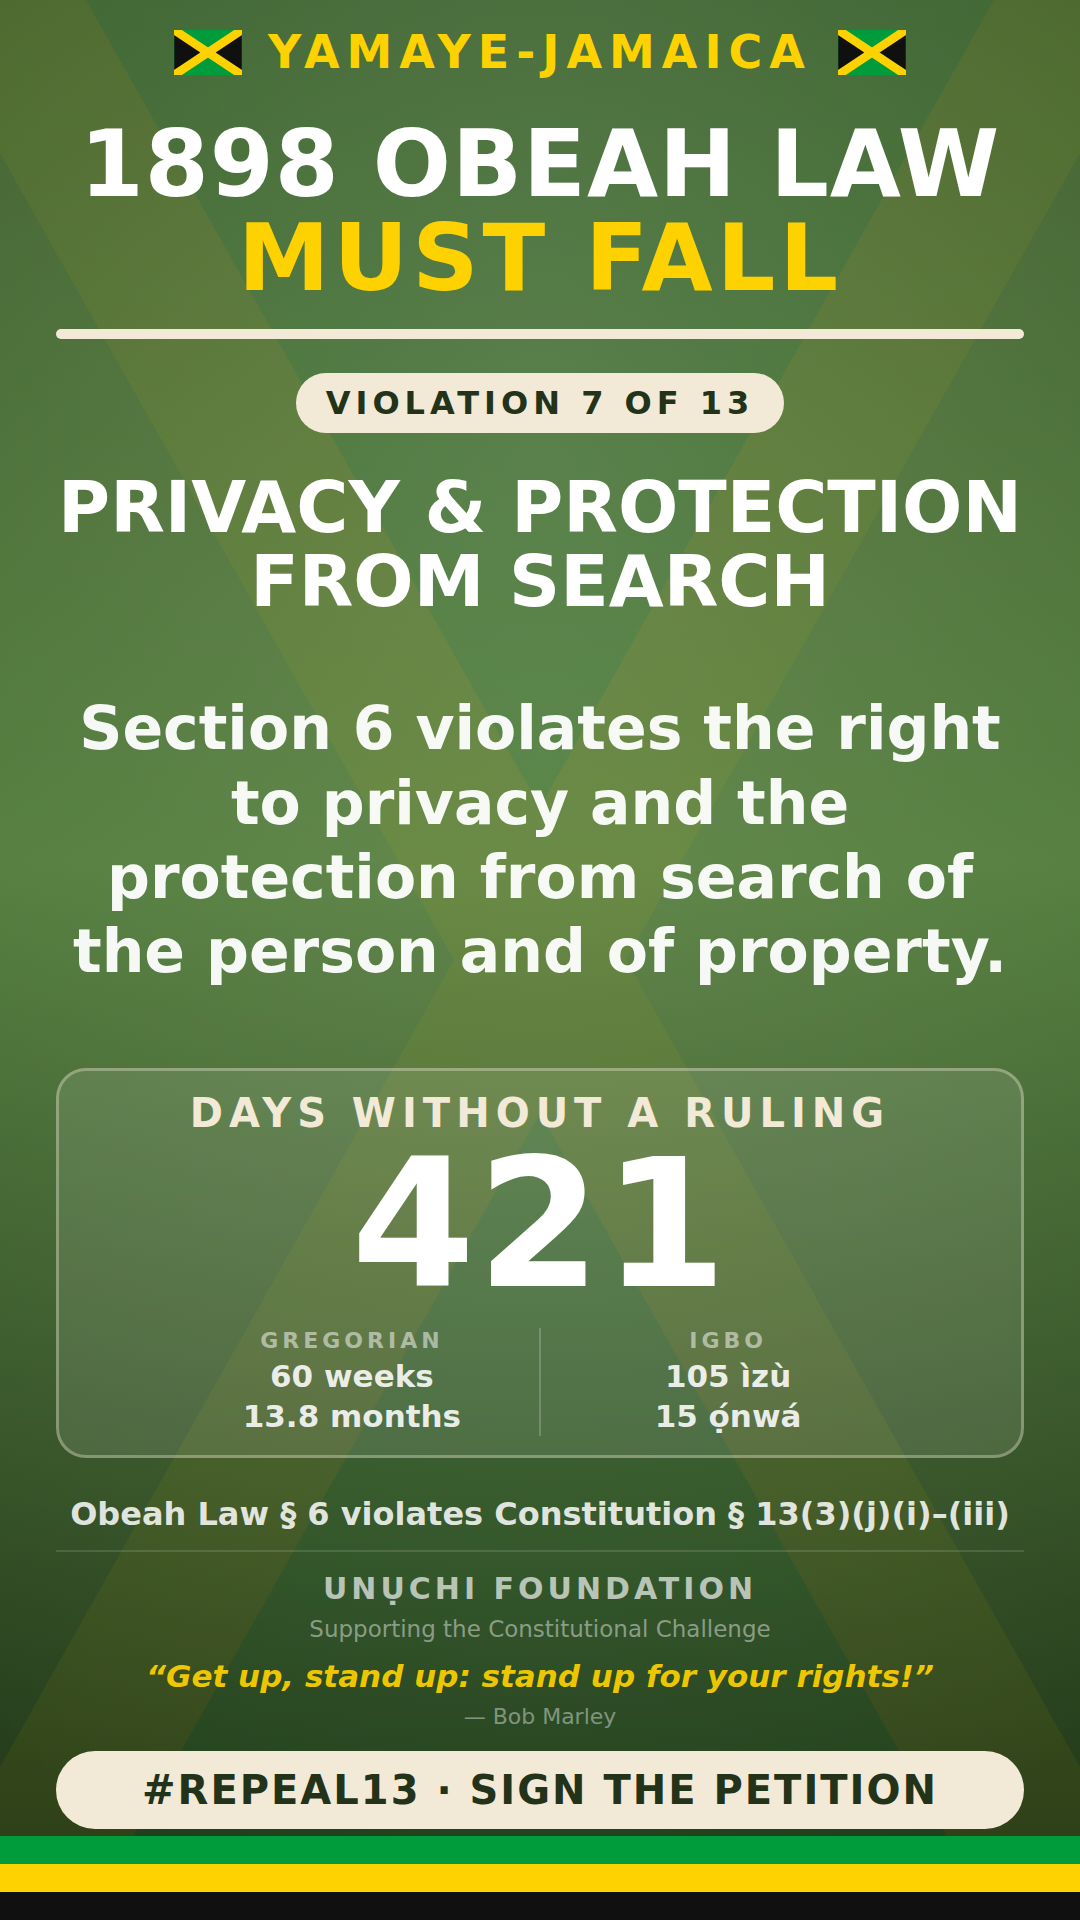 YAMAYE-JAMAICA
1898 OBEAH LAW
MUST FALL
VIOLATION 7 OF 13
PRIVACY & PROTECTION
FROM SEARCH
Section 6 violates the right
to privacy and the
protection from search of
the person and of property.
DAYS WITHOUT A RULING
421
GREGORIAN
60 weeks
13.8 months
IGBO
105 ìzù
15 ọ́nwá
Obeah Law § 6 violates Constitution § 13(3)(j)(i)–(iii)
UNỤCHI FOUNDATION
Supporting the Constitutional Challenge
“Get up, stand up: stand up for your rights!”
— Bob Marley
#REPEAL13 · SIGN THE PETITION